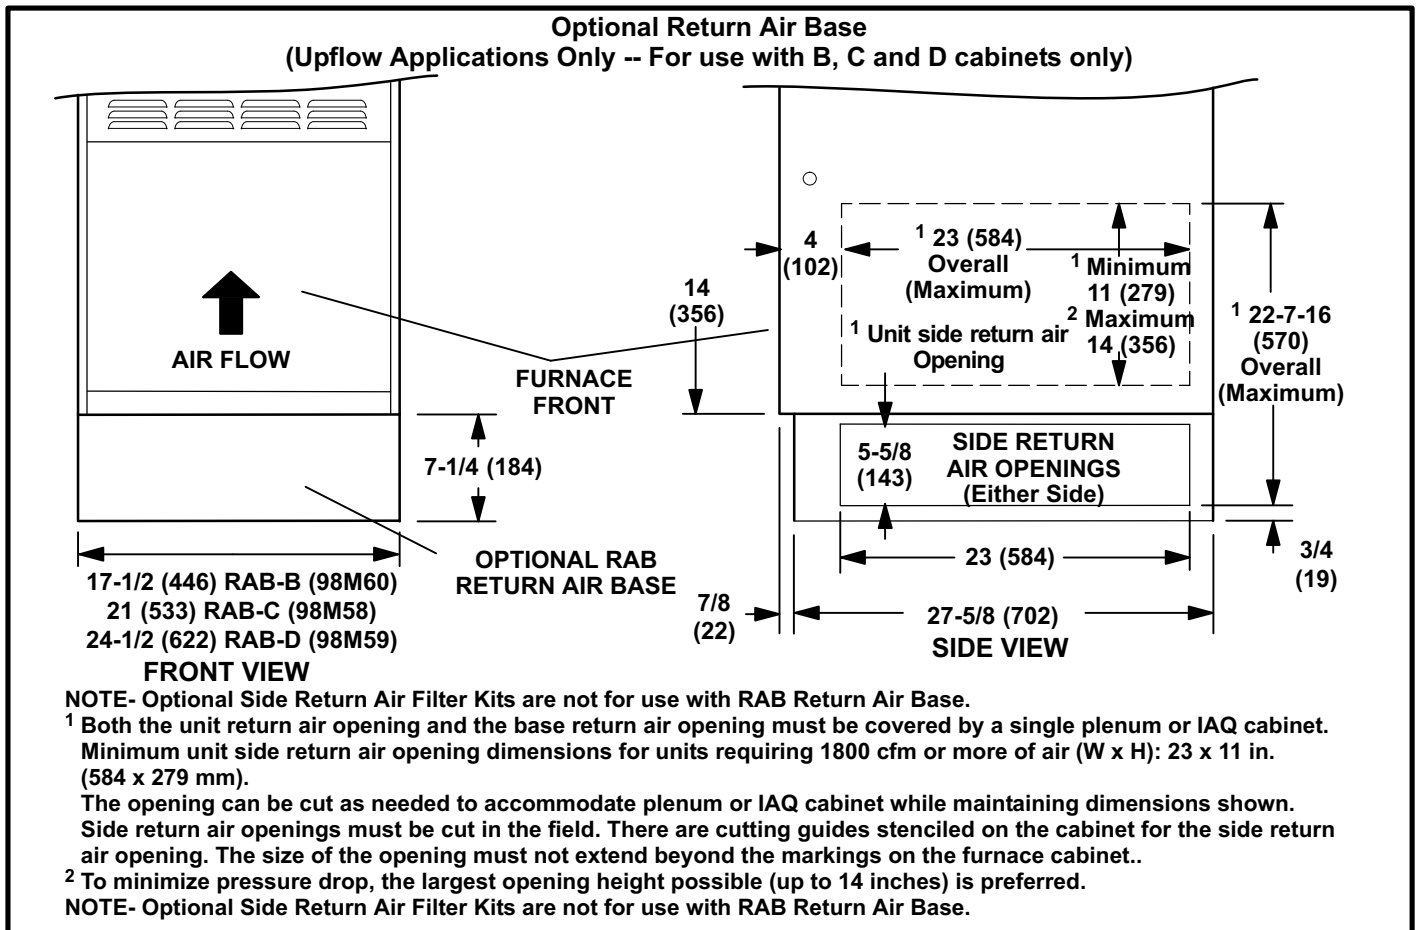 Optional Return Air Base
(Upflow Applications Only -- For use with B, C and D cabinets only)
AIR FLOW
FURNACE
FRONT
7-1/4 (184)
OPTIONAL RAB
RETURN AIR BASE
17-1/2 (446) RAB-B (98M60)
21 (533) RAB-C (98M58)
24-1/2 (622) RAB-D (98M59)
FRONT VIEW
4
(102)
14
(356)
1 23 (584)
Overall
(Maximum)
1 Minimum
11 (279)
2 Maximum
14 (356)
1 Unit side return air
Opening
1 22-7-16
(570)
Overall
(Maximum)
5-5/8
(143)
SIDE RETURN
AIR OPENINGS
(Either Side)
23 (584)
3/4
(19)
7/8
(22)
27-5/8 (702)
SIDE VIEW
NOTE- Optional Side Return Air Filter Kits are not for use with RAB Return Air Base.
1 Both the unit return air opening and the base return air opening must be covered by a single plenum or IAQ cabinet.
Minimum unit side return air opening dimensions for units requiring 1800 cfm or more of air (W x H): 23 x 11 in.
(584 x 279 mm).
The opening can be cut as needed to accommodate plenum or IAQ cabinet while maintaining dimensions shown.
Side return air openings must be cut in the field. There are cutting guides stenciled on the cabinet for the side return
air opening. The size of the opening must not extend beyond the markings on the furnace cabinet..
2 To minimize pressure drop, the largest opening height possible (up to 14 inches) is preferred.
NOTE- Optional Side Return Air Filter Kits are not for use with RAB Return Air Base.